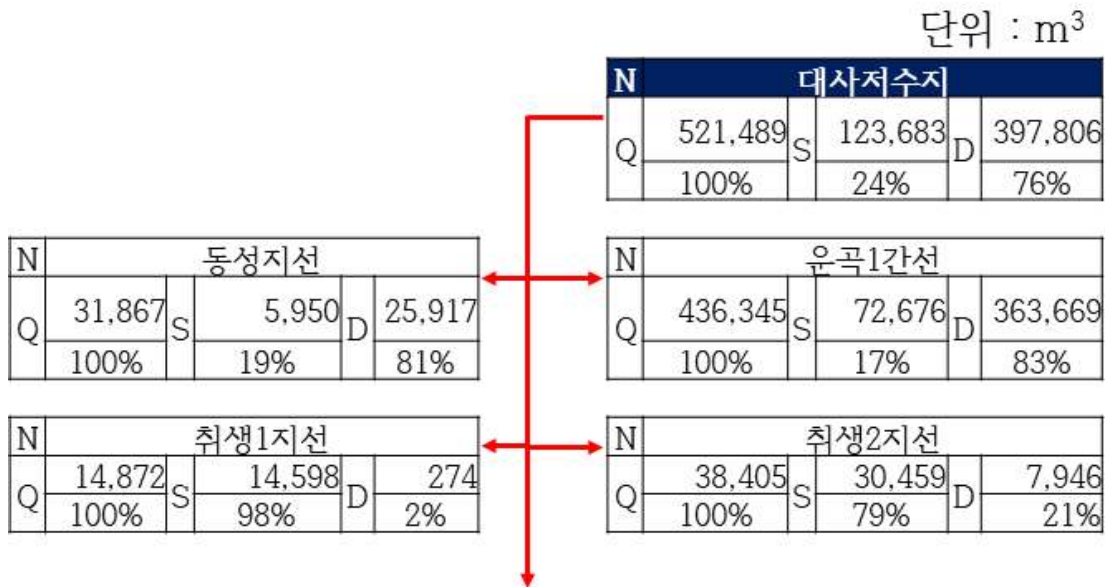 단위 : m³
N 대사저수지
Q 521,489 S 123,683 D 397,806
100% 24% 76%
N 동성지선
Q 31,867 S 5,950 D 25,917
100% 19% 81%
N 운곡1간선
Q 436,345 S 72,676 D 363,669
100% 17% 83%
N 취생1지선
Q 14,872 S 14,598 D 274
100% 98% 2%
N 취생2지선
Q 38,405 S 30,459 D 7,946
100% 79% 21%